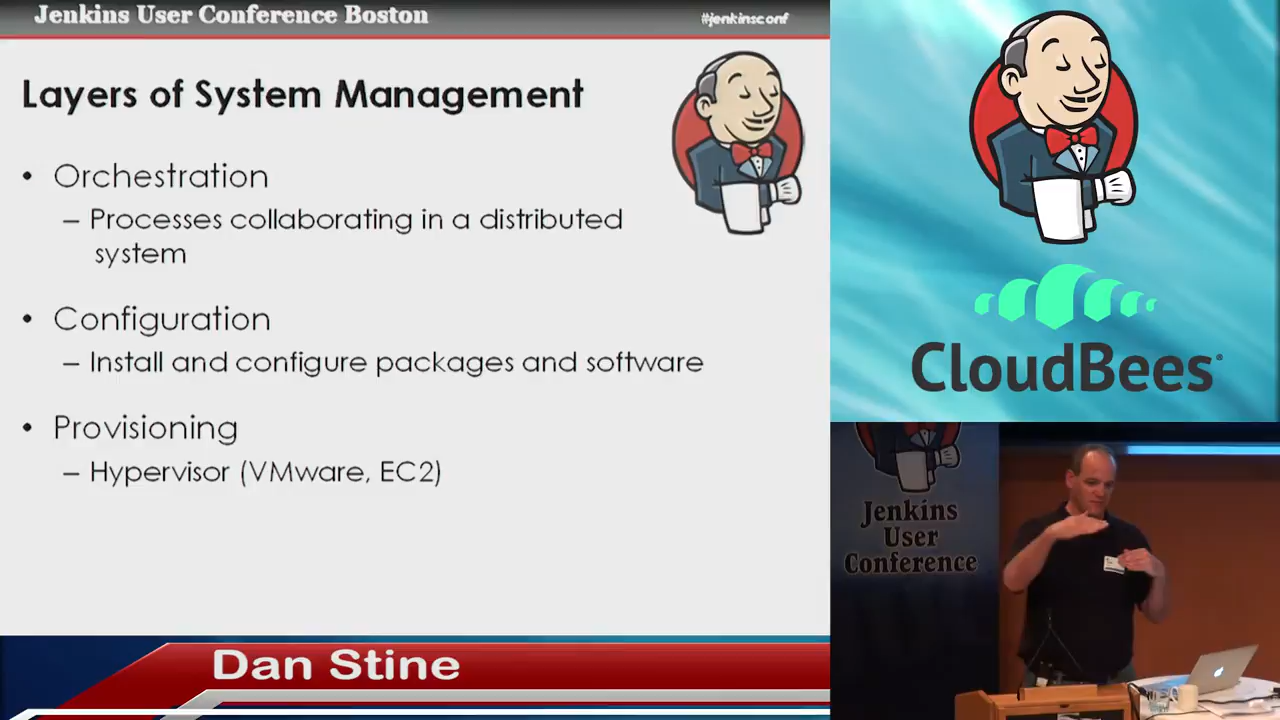 Jenkins User Conference Boston
#jenkinsconf
Layers of System Management
• Orchestration
– Processes collaborating in a distributed
system
• Configuration
– Install and configure packages and software
• Provisioning
– Hypervisor (VMware, EC2)
Dan Stine
CloudBees®
Jenkins
User
Conference